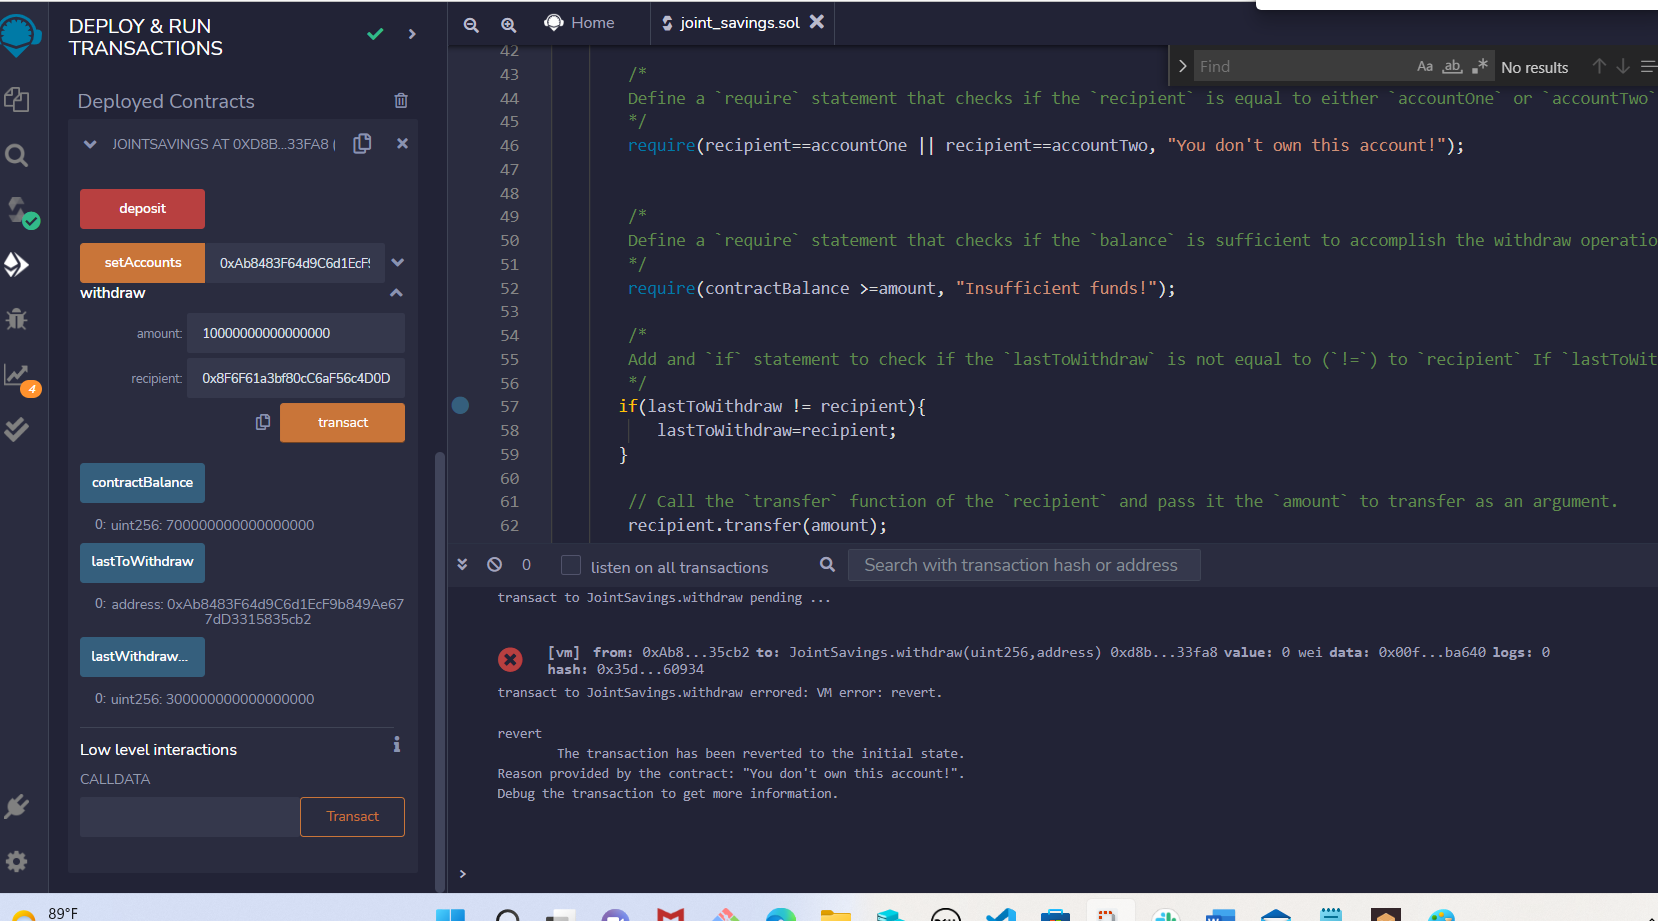 DEPLOY & RUN
TRANSACTIONS
Deployed Contracts
JOINTSAVINGS AT 0XD8B...33FA8 (
deposit
setAccounts
0xAb8483F64d9C6d1EcF
withdraw
amount:
10000000000000000
recipient:
0x8F6F61a3bf80cC6aF56c4D0D
transact
contractBalance
0: uint256: 700000000000000000
lastToWithdraw
0: address: 0xAb8483F64d9C6d1EcF9b849Ae67
7dD3315835cb2
lastWithdraw...
0: uint256: 300000000000000000
Low level interactions
CALLDATA
Transact
4
Home
joint_savings.sol
Find
Aa
ab
No results
42
43 /*
44 Define a `require` statement that checks if the `recipient` is equal to either `accountOne` or `accountTwo`
45 */
46 require(recipient==accountOne || recipient==accountTwo, "You don't own this account!");
47
48
49 /*
50 Define a `require` statement that checks if the `balance` is sufficient to accomplish the withdraw operatio
51 */
52 require(contractBalance >=amount, "Insufficient funds!");
53
54 /*
55 Add and `if` statement to check if the `lastToWithdraw` is not equal to (`!=`) to `recipient` If `lastToWit
56 */
57 if(lastToWithdraw != recipient){
58 lastToWithdraw=recipient;
59 }
60
61 // Call the `transfer` function of the `recipient` and pass it the `amount` to transfer as an argument.
62 recipient.transfer(amount);
0
listen on all transactions
Search with transaction hash or address
transact to JointSavings.withdraw pending ...
[vm] from: 0xAb8...35cb2 to: JointSavings.withdraw(uint256,address) 0xd8b...33fa8 value: 0 wei data: 0x00f...ba640 logs: 0
hash: 0x35d...60934
transact to JointSavings.withdraw errored: VM error: revert.
revert
The transaction has been reverted to the initial state.
Reason provided by the contract: "You don't own this account!".
Debug the transaction to get more information.
>
89°F